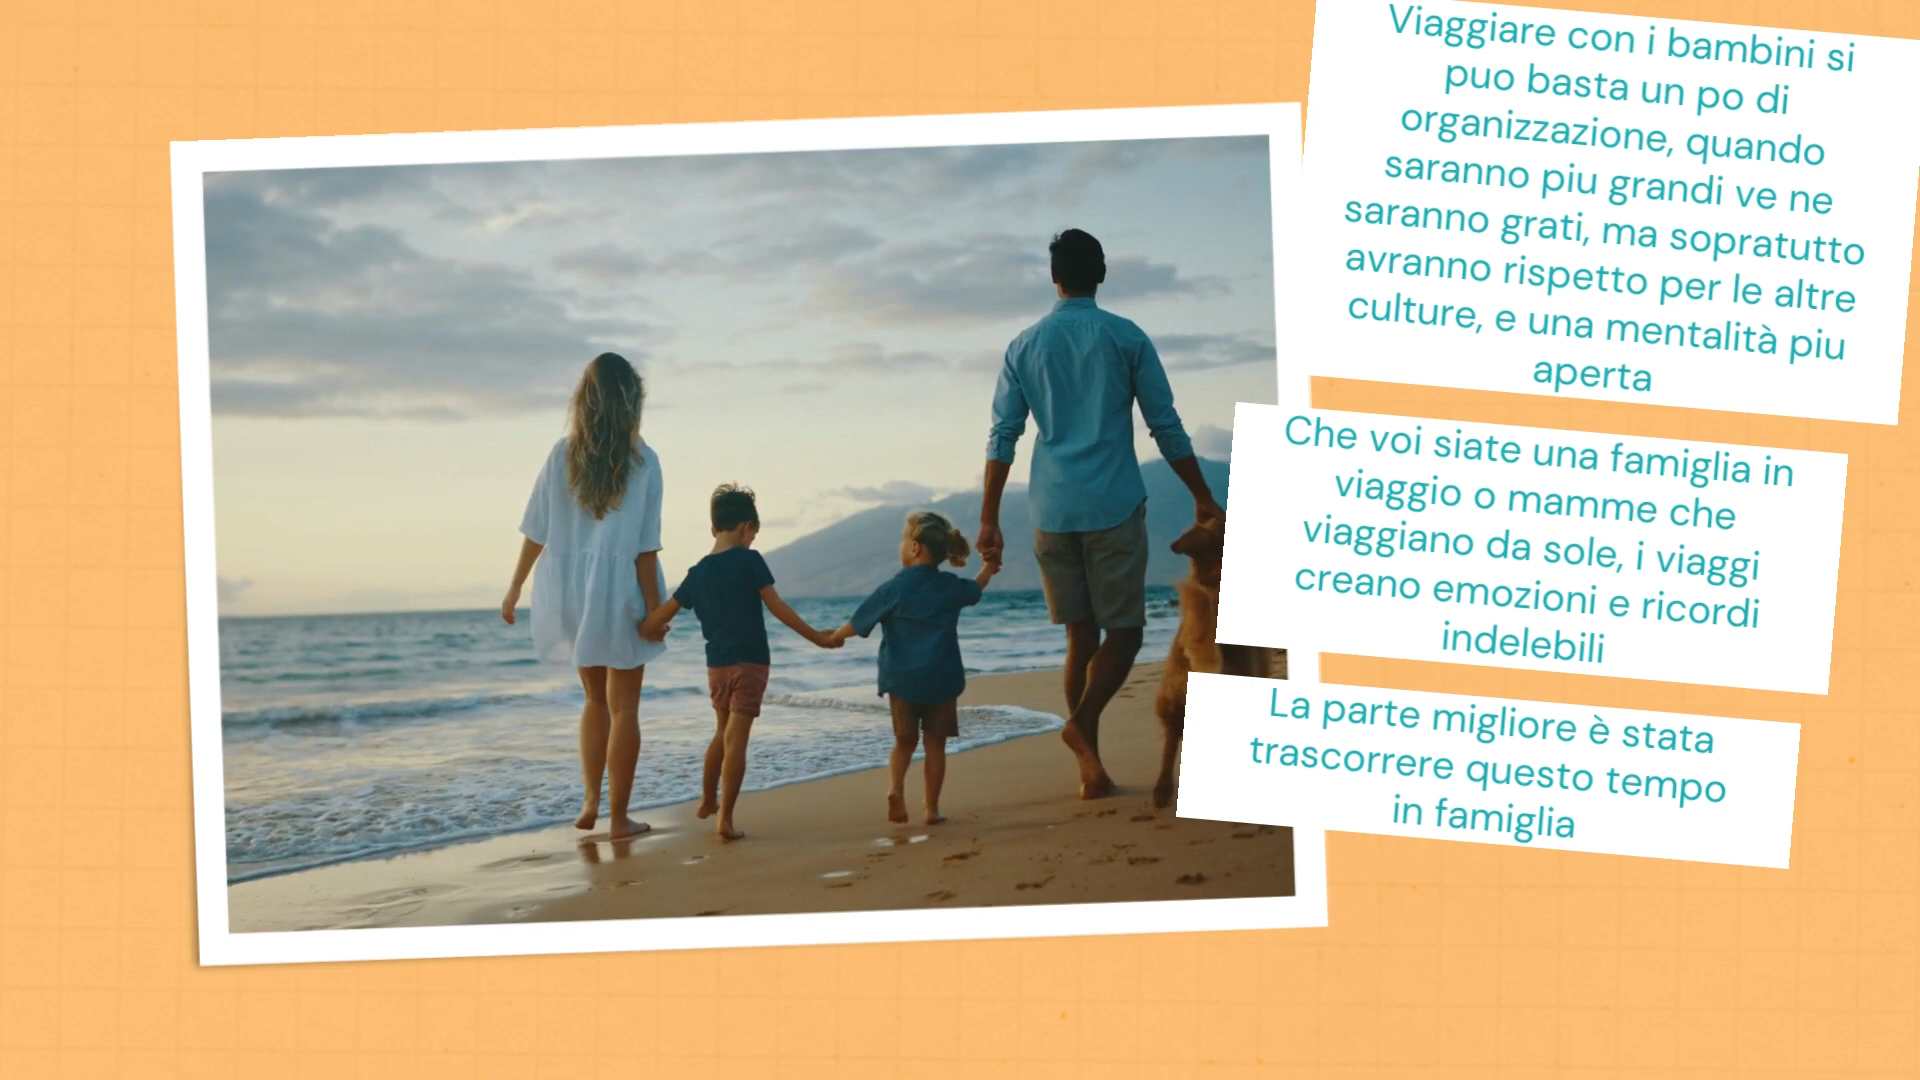 Viaggiare con i bambini si
puo basta un po di
organizzazione, quando
saranno piu grandi ve ne
saranno grati, ma sopratutto
avranno rispetto per le altre
culture, e una mentalità piu
aperta
Che voi siate una famiglia in
viaggio o mamme che
viaggiano da sole, i viaggi
creano emozioni e ricordi
indelebili
La parte migliore è stata
trascorrere questo tempo
in famiglia